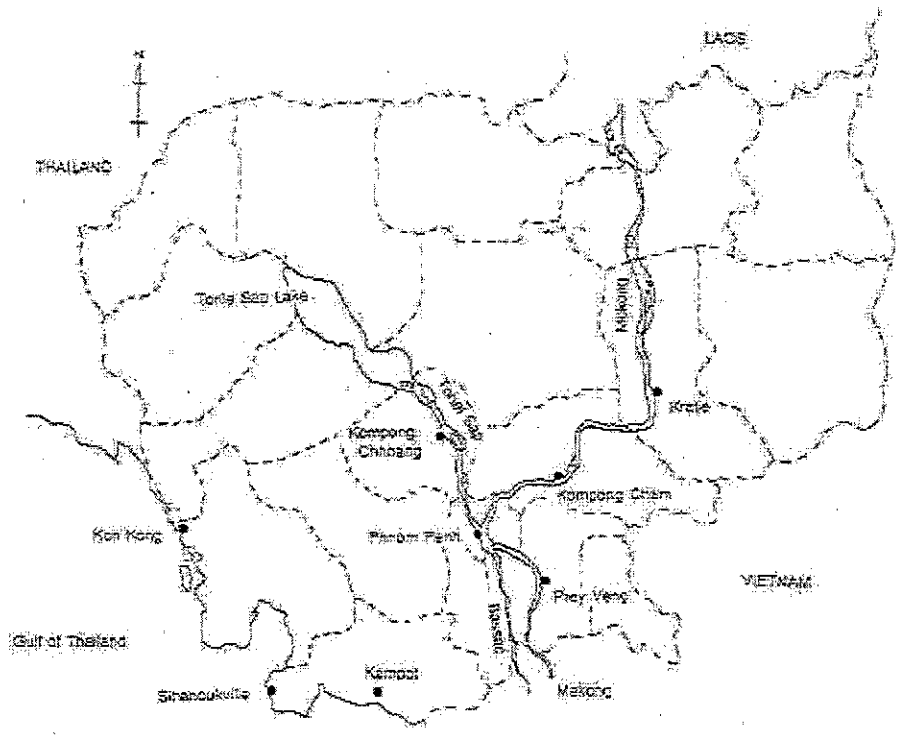 LAOS
N
THAILAND
Tonle Sap Lake
Mekong
Tonle Sap
Kratie
Kompong
Chhnang
Kompong Cham
Koh Kong
Phnom Penh
Prey Veng
VIETNAM
Bassac
Gulf of Thailand
Kampot
Sihanoukville
Mekong